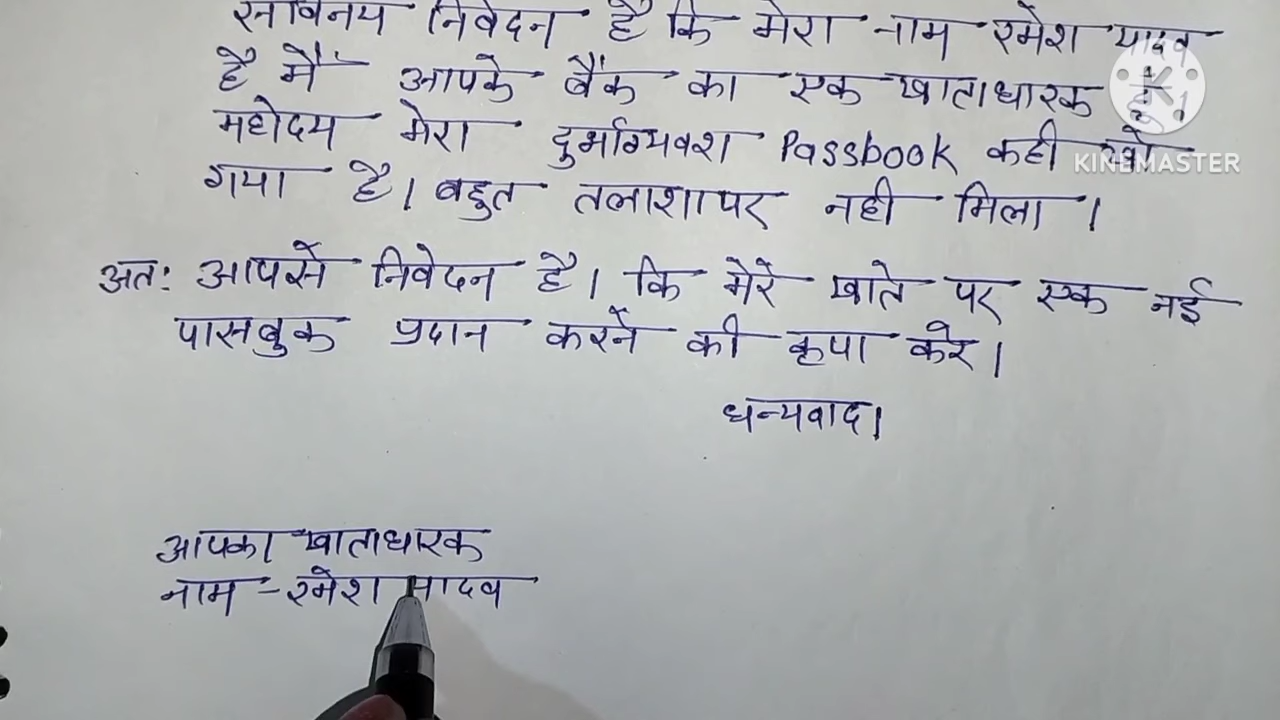 सविनय निवेदन है कि मेरा नाम रमेश यादव
है मैं आपके बैंक का एक खाताधारक हूँ।
महोदय मेरा दुर्भाग्यवश Passbook कही खो
गया है। बहुत तलाशापर नही मिला।
अतः आपसे निवेदन है। कि मेरे खाते पर एक नई
पासबुक प्रदान करने की कृपा करे।
धन्यवाद।
आपका खाताधारक
नाम - रमेश यादव
KINEMASTER